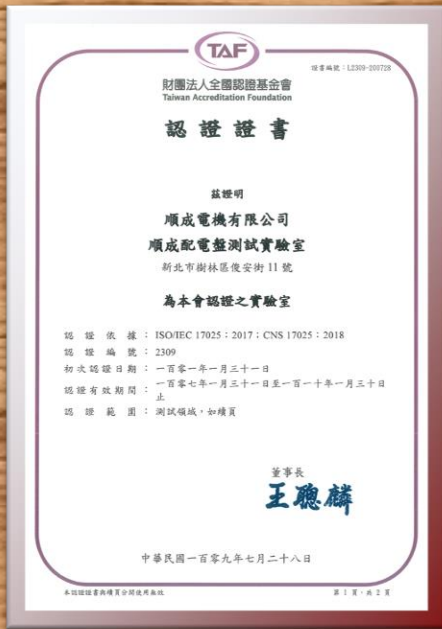 TAF
證書編號：L2309-200728
財團法人全國認證基金會
Taiwan Accreditation Foundation
認證證書
茲證明
順成電機有限公司
順成配電盤測試實驗室
新北市樹林區俊安街11號
為本會認證之實驗室
認證依據：ISO/IEC 17025：2017；CNS 17025：2018
認證編號：2309
初次認證日期：一百零一年一月三十一日
認證有效期間：一百零七年一月三十一日至一百一十年一月三十日
止
認證範圍：測試領域，如續頁
董事長
王聰麟
中華民國一百零九年七月二十八日
本認證證書與續頁分開使用無效
第1頁，共2頁